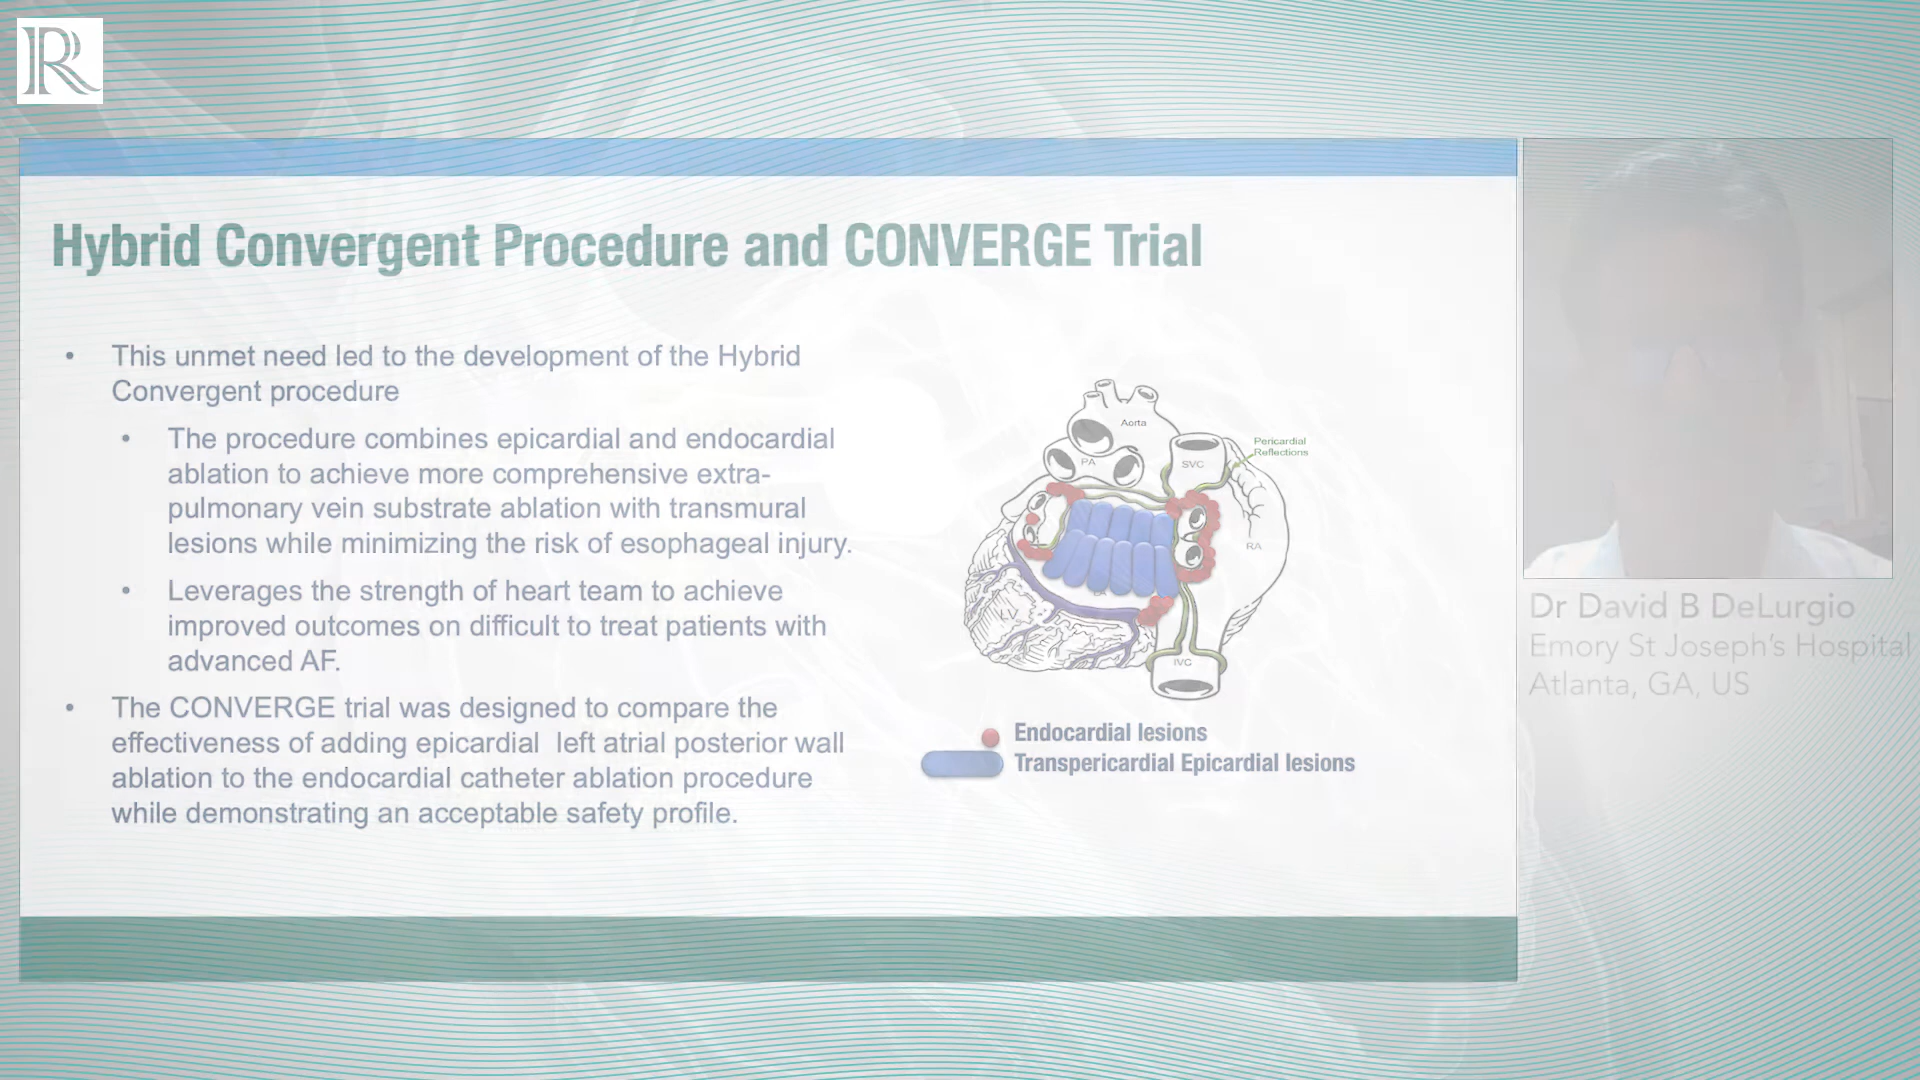 R
Hybrid Convergent Procedure and CONVERGE Trial
• This unmet need led to the development of the Hybrid
Convergent procedure
• The procedure combines epicardial and endocardial
ablation to achieve more comprehensive extra-
pulmonary vein substrate ablation with transmural
lesions while minimizing the risk of esophageal injury.
• Leverages the strength of heart team to achieve
improved outcomes on difficult to treat patients with
advanced AF.
• The CONVERGE trial was designed to compare the
effectiveness of adding epicardial left atrial posterior wall
ablation to the endocardial catheter ablation procedure
while demonstrating an acceptable safety profile.
Aorta
PA
SVC
Pericardial
Reflections
RA
LV
IVC
Endocardial lesions
Transpericardial Epicardial lesions
Dr David B DeLurgio
Emory St Joseph's Hospital
Atlanta, GA, US